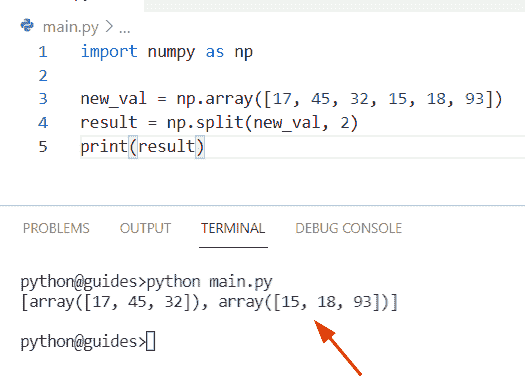 main.py > ...
1 import numpy as np
2
3 new_val = np.array([17, 45, 32, 15, 18, 93])
4 result = np.split(new_val, 2)
5 print(result)
PROBLEMS OUTPUT TERMINAL DEBUG CONSOLE
python@guides>python main.py
[array([17, 45, 32]), array([15, 18, 93])]
python@guides>